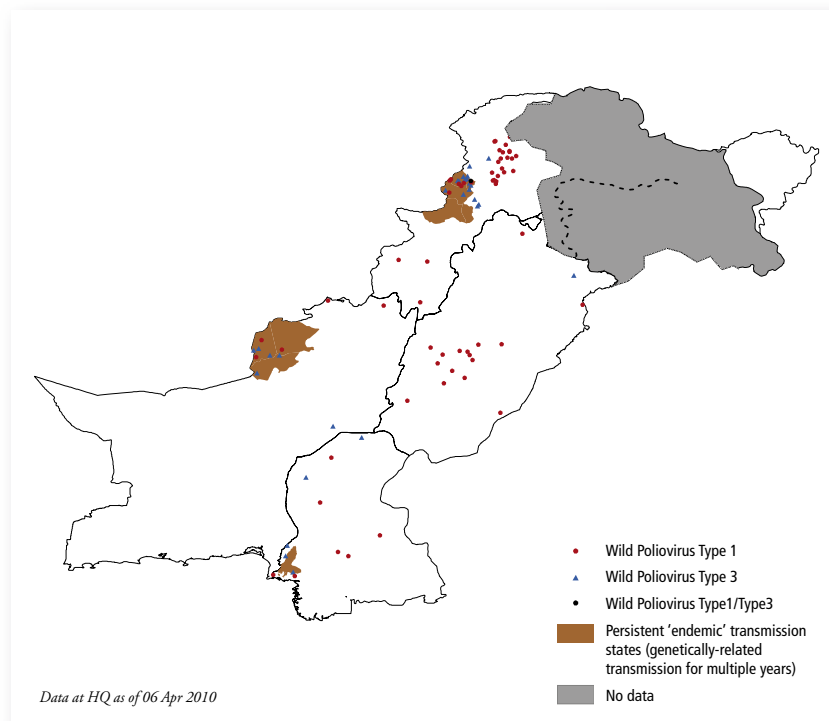 Wild Poliovirus Type 1
Wild Poliovirus Type 3
Wild Poliovirus Type1/Type3
Persistent ‘endemic’ transmission
states (genetically-related
transmission for multiple years)
No data
Data at HQ as of 06 Apr 2010